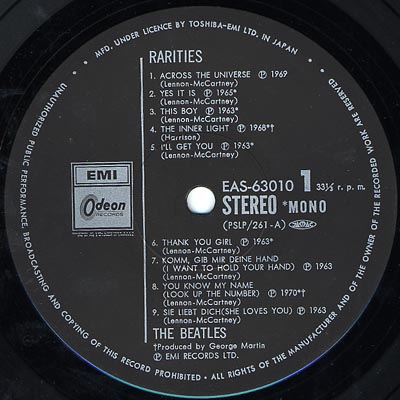 MFD. UNDER LICENCE BY TOSHIBA-EMI LTD. IN JAPAN •
UNAUTHORIZED PUBLIC PERFORMANCE, BROADCASTING AND COPYING OF THIS RECORD PROHIBITED • ALL RIGHTS OF THE MANUFACTURER AND OF THE OWNER OF THE RECORDED WORK ARE RESERVED
RARITIES
1. ACROSS THE UNIVERSE Ⓟ 1969
(Lennon-McCartney)
2. YES IT IS Ⓟ 1965*
(Lennon-McCartney)
3. THIS BOY Ⓟ 1963*
(Lennon-McCartney)
4. THE INNER LIGHT Ⓟ 1968*†
(Harrison)
5. I'LL GET YOU Ⓟ 1963*
(Lennon-McCartney)
EMI
Odeon
RECORDS
EAS-63010 1 33⅓ r. p. m.
STEREO *MONO
(PSLP/261-A)
6. THANK YOU GIRL Ⓟ 1963*
(Lennon-McCartney)
7. KOMM, GIB MIR DEINE HAND
(I WANT TO HOLD YOUR HAND) Ⓟ 1963
(Lennon-McCartney)
8. YOU KNOW MY NAME
(LOOK UP THE NUMBER) Ⓟ 1970*†
(Lennon-McCartney)
9. SIE LIEBT DICH(SHE LOVES YOU) Ⓟ 1963
(Lennon-McCartney)
THE BEATLES
†Produced by George Martin
Ⓟ EMI RECORDS LTD.